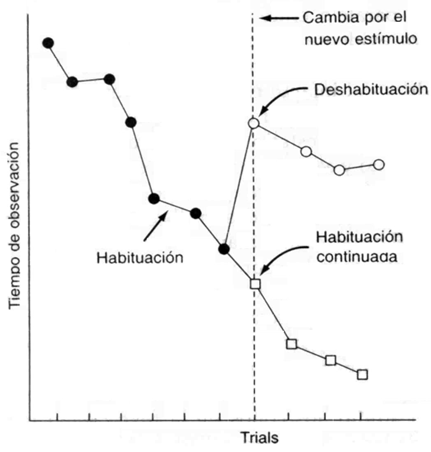 Cambia por el
nuevo estímulo
Deshabituación
Habituación
Habituación
continuada
Tiempo de observación
Trials